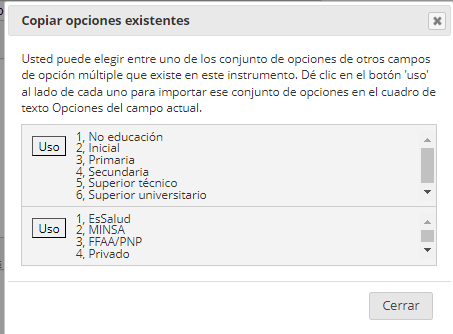 Copiar opciones existentes
Usted puede elegir entre uno de los conjunto de opciones de otros campos
de opción múltiple que existe en este instrumento. Dé clic en el botón 'uso'
al lado de cada uno para importar ese conjunto de opciones en el cuadro de
texto Opciones del campo actual.
Uso
1, No educación
2, Inicial
3, Primaria
4, Secundaria
5, Superior técnico
6, Superior universitario
Uso
1, EsSalud
2, MINSA
3, FFAA/PNP
4, Privado
Cerrar